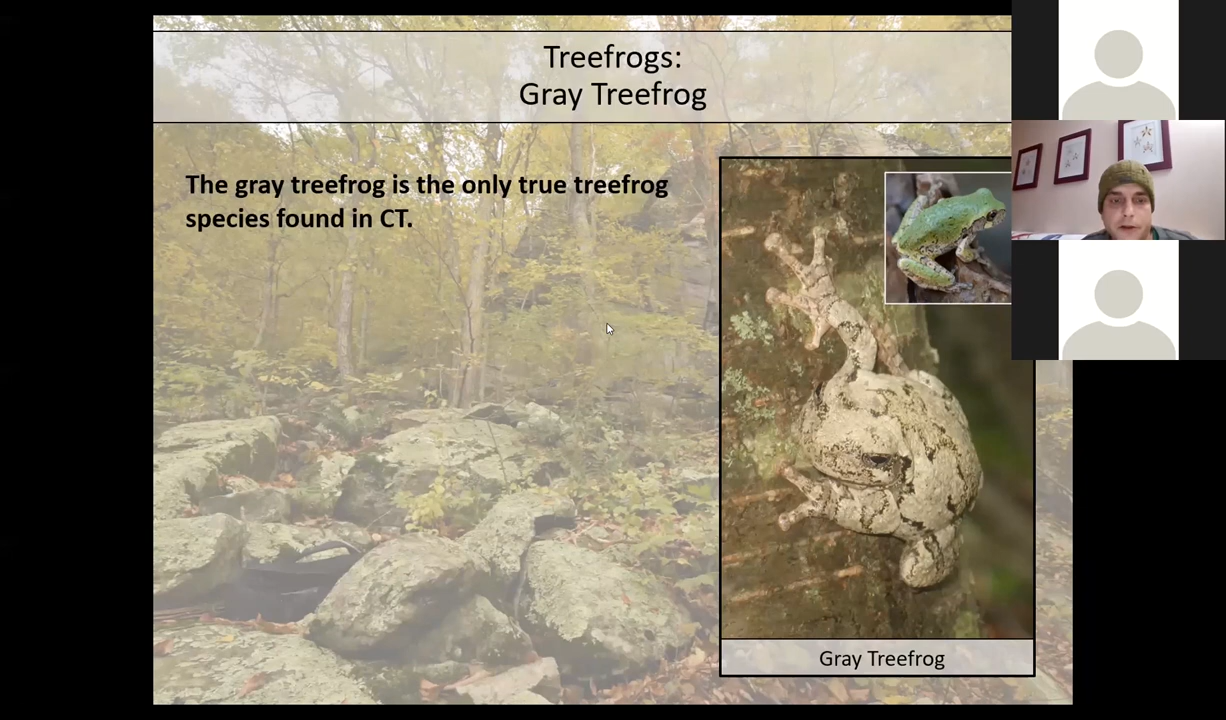 Treefrogs:
Gray Treefrog
The gray treefrog is the only true treefrog
species found in CT.
Gray Treefrog